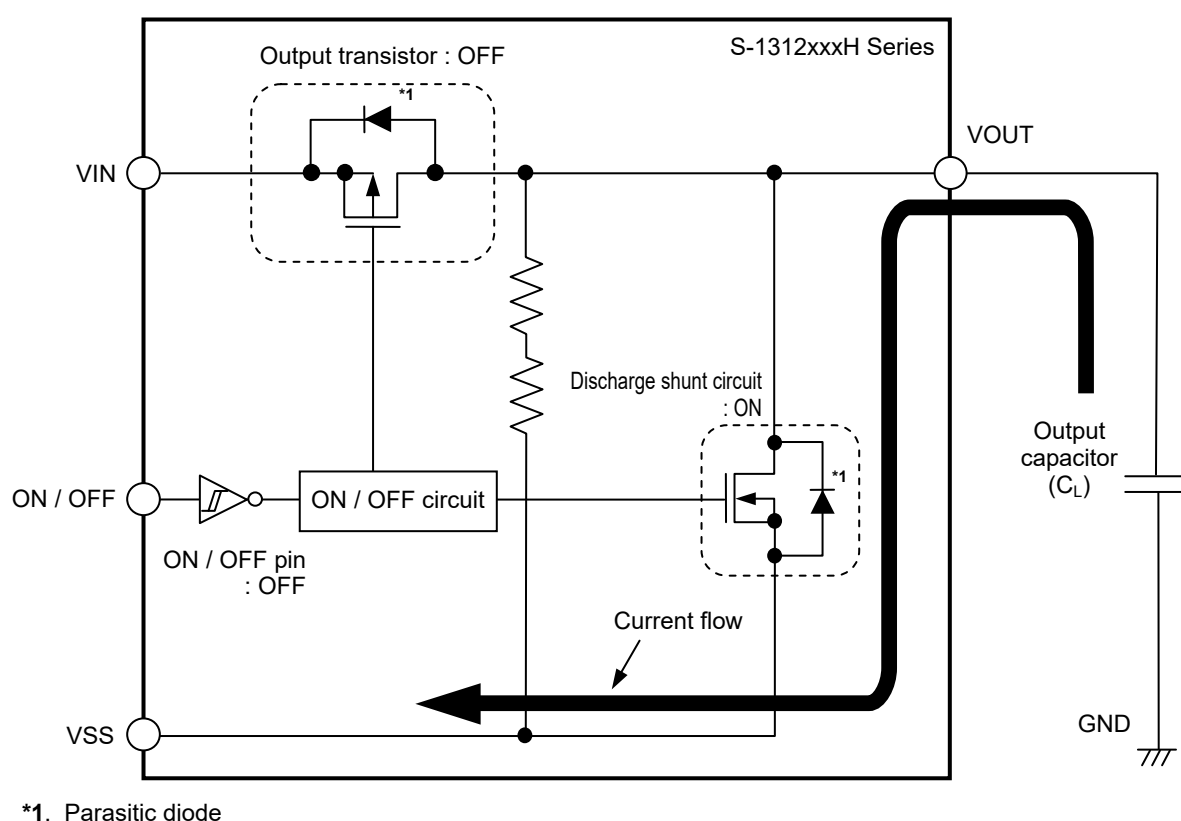 S-1312xxxH Series
Output transistor : OFF
*1
VIN
VOUT
Discharge shunt circuit
: ON
*1
Output
capacitor
(CL)
ON / OFF
ON / OFF circuit
ON / OFF pin
: OFF
Current flow
VSS
GND
*1. Parasitic diode